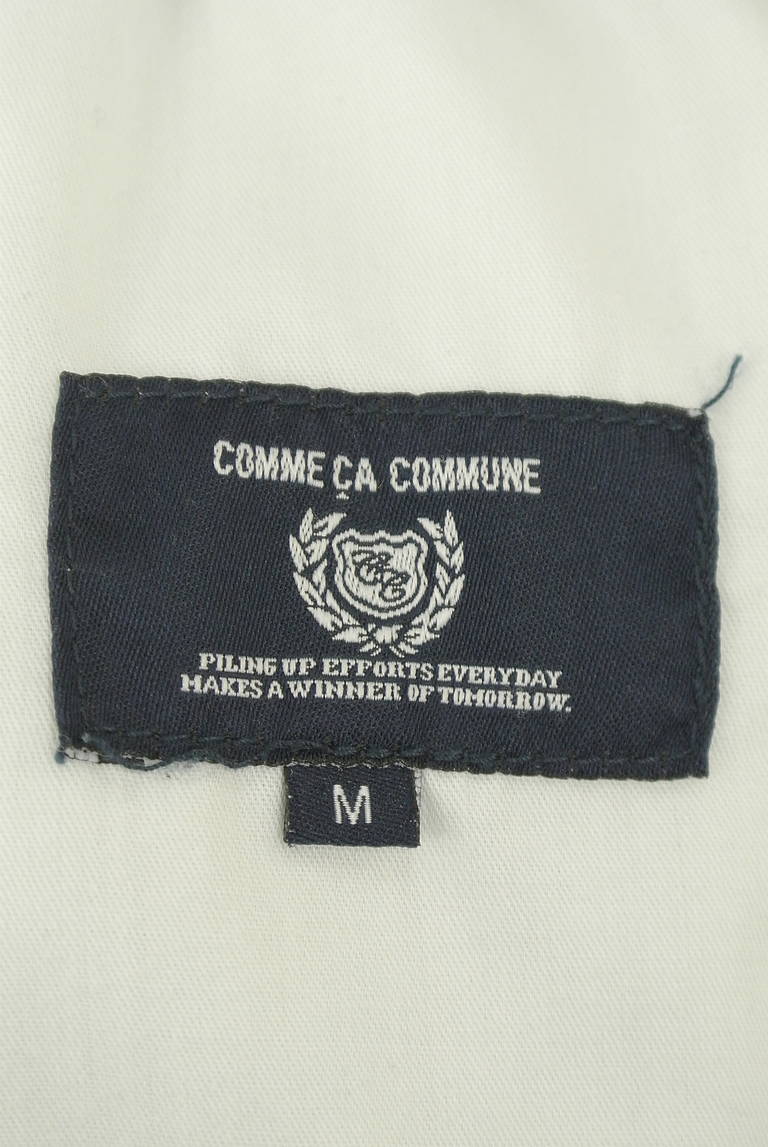 COMME ÇA COMMUNE
PILING UP EFFORTS EVERYDAY
MAKES A WINNER OF TOMORROW.
M